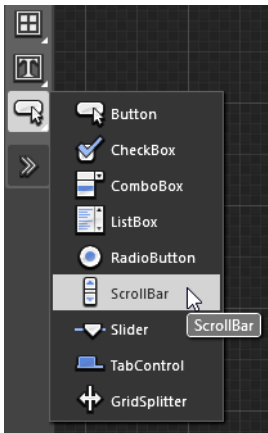 T
Button
CheckBox
ComboBox
ListBox
RadioButton
ScrollBar
ScrollBar
Slider
TabControl
GridSplitter